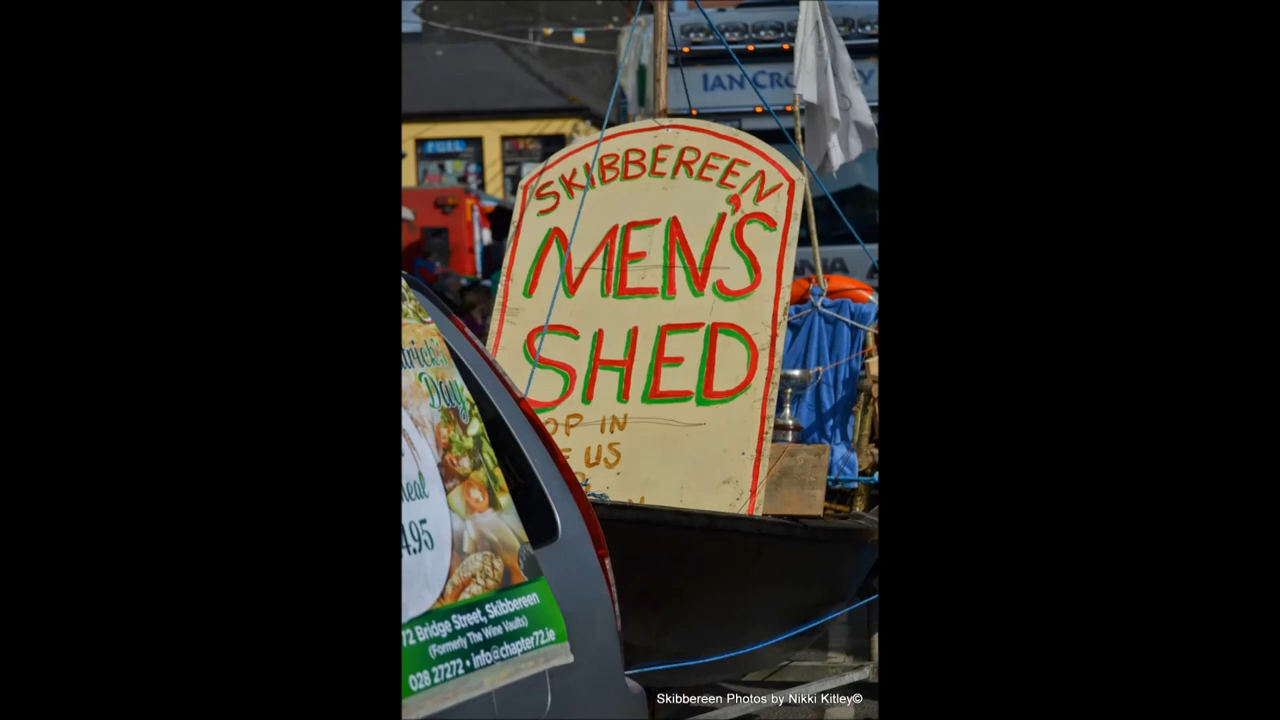 IAN CRO
FUEL
SKIBBEREEN
MEN'S
SHED
OP IN
US
Day
4.95
72 Bridge Street, Skibbereen
(Formerly The Wine Vaults)
028 27272 • info@chapter72.ie
Skibbereen Photos by Nikki Kitley©